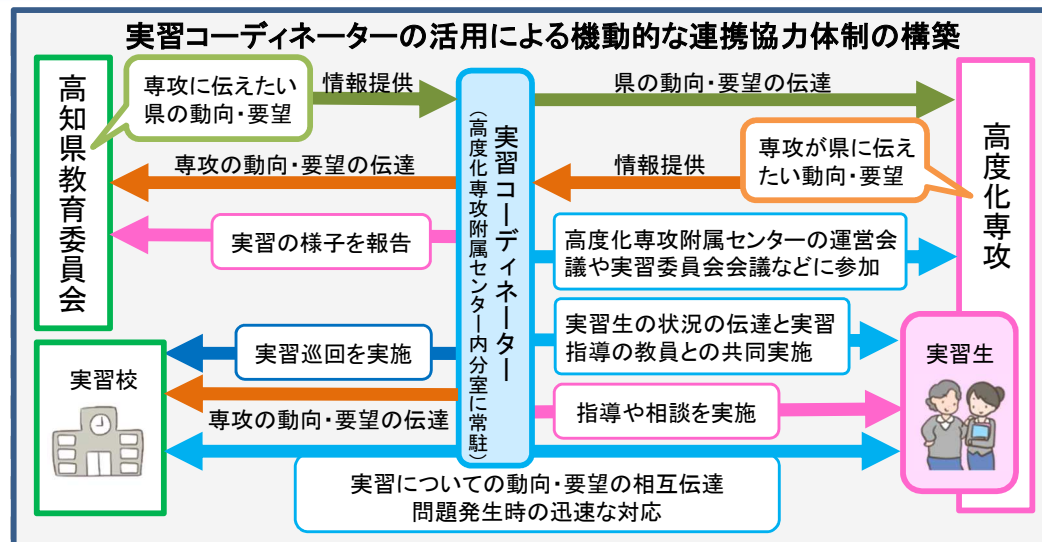 実習コーディネーターの活用による機動的な連携協力体制の構築
高知県教育委員会
専攻に伝えたい
県の動向・要望
情報提供
実習コーディネーター
（高度化専攻附属センター内分室に常駐）
県の動向・要望の伝達
高度化専攻
専攻の動向・要望の伝達
情報提供
専攻が県に伝え
たい動向・要望
実習の様子を報告
高度化専攻附属センターの運営会
議や実習委員会会議などに参加
実習校
実習巡回を実施
実習生の状況の伝達と実習
指導の教員との共同実施
実習生
専攻の動向・要望の伝達
指導や相談を実施
実習についての動向・要望の相互伝達
問題発生時の迅速な対応